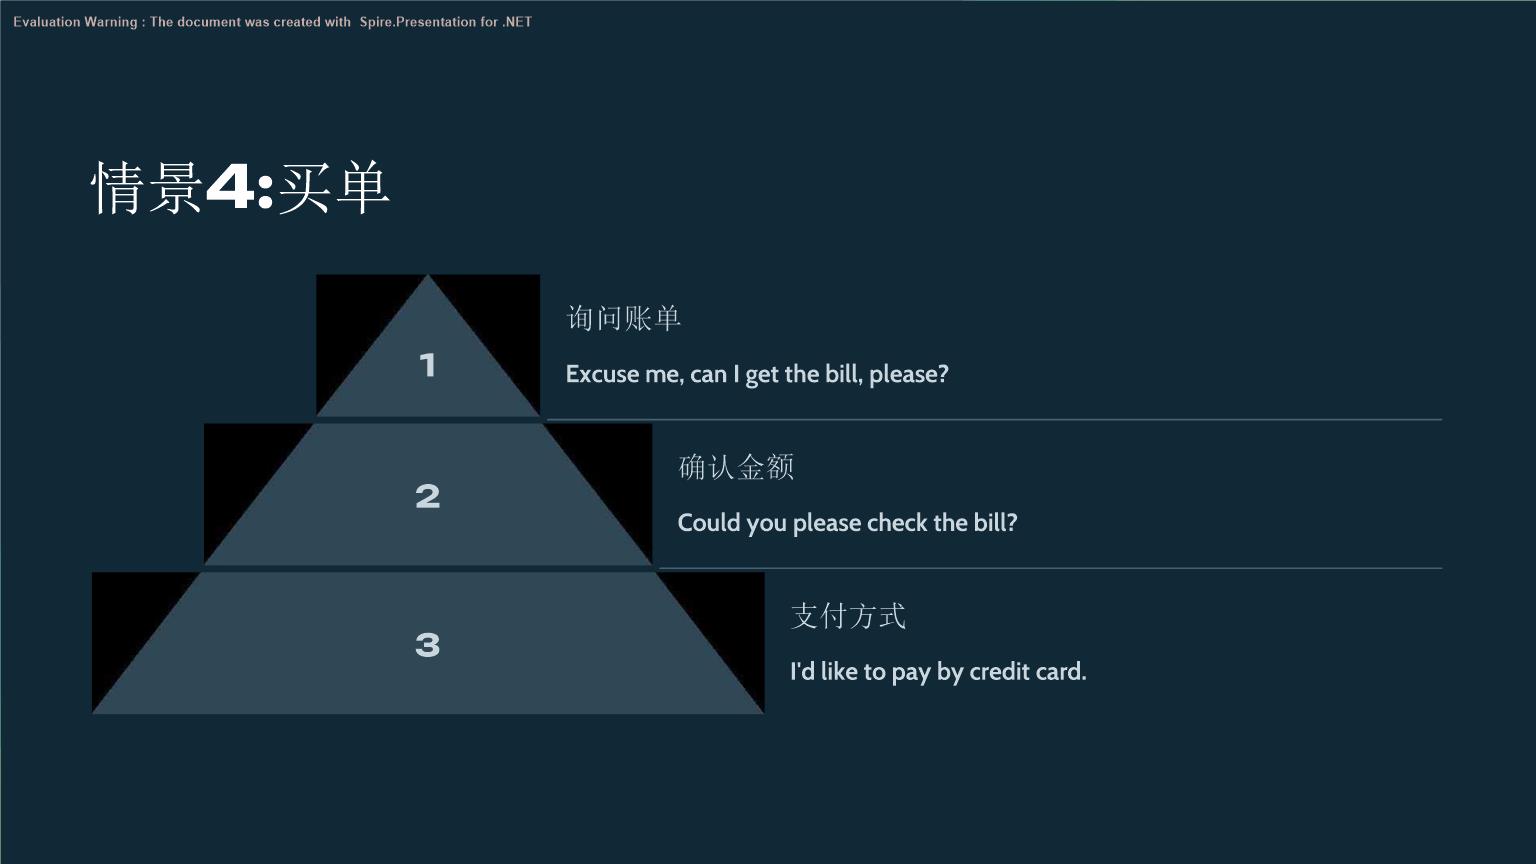 Evaluation Warning : The document was created with Spire.Presentation for .NET
情景4:买单
1
询问账单
Excuse me, can I get the bill, please?
2
确认金额
Could you please check the bill?
3
支付方式
I'd like to pay by credit card.